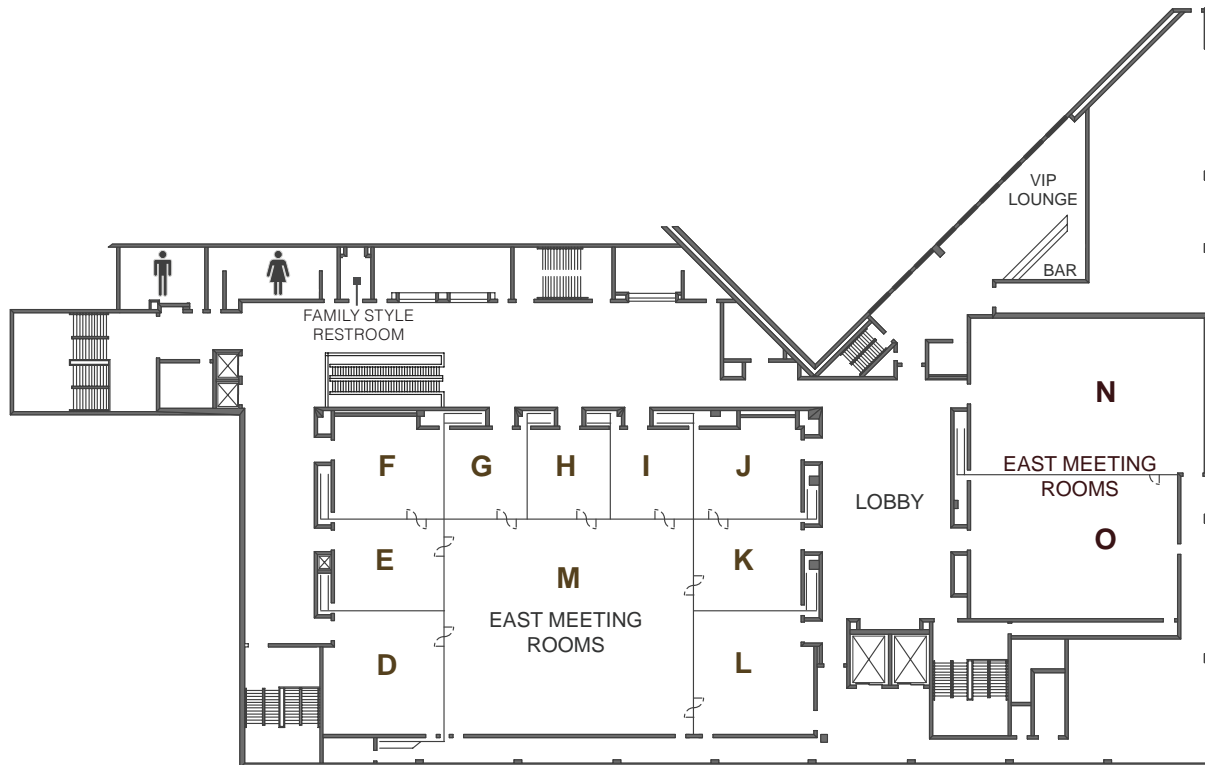 VIP
LOUNGE
BAR
FAMILY STYLE
RESTROOM
N
F
G
H
I
J
EAST MEETING
ROOMS
LOBBY
O
E
M
K
EAST MEETING
ROOMS
D
L